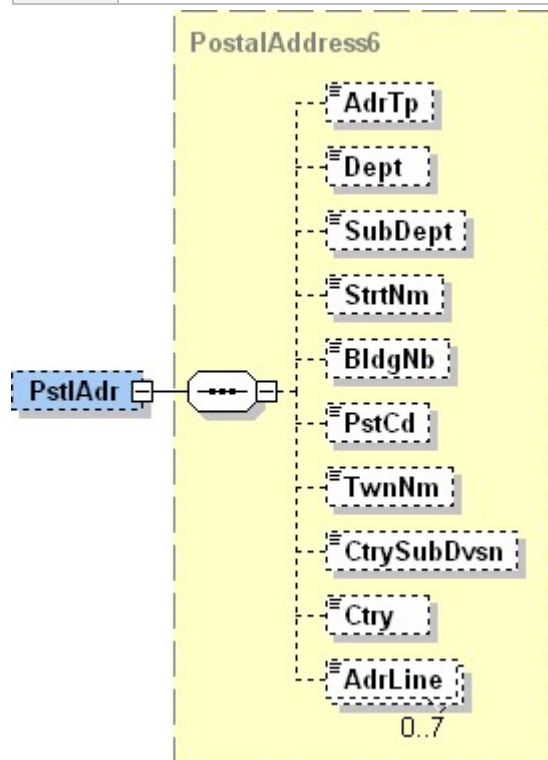 PostalAddress6
AdrTp
Dept
SubDept
StrtNm
BldgNb
PstlAdr
PstCd
TwnNm
CtrySubDvsn
Ctry
AdrLine
0..7